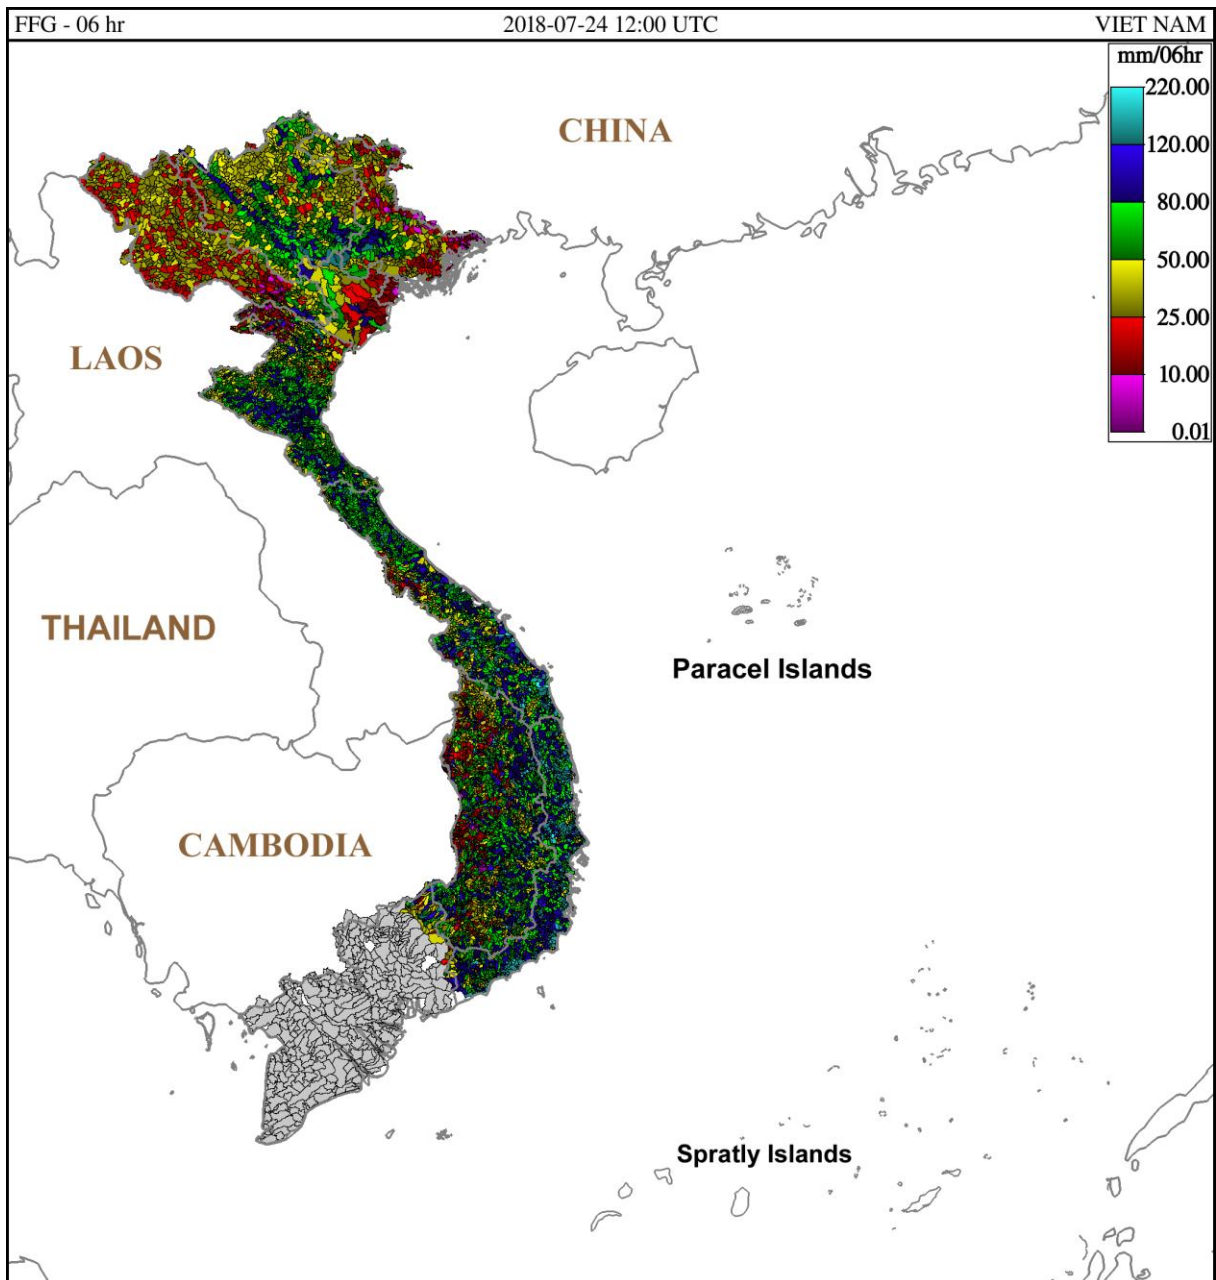 FFG - 06 hr 2018-07-24 12:00 UTC VIET NAM
mm/06hr
220.00
CHINA
120.00
80.00
50.00
25.00
LAOS
10.00
0.01
THAILAND
Paracel Islands
CAMBODIA
Spratly Islands